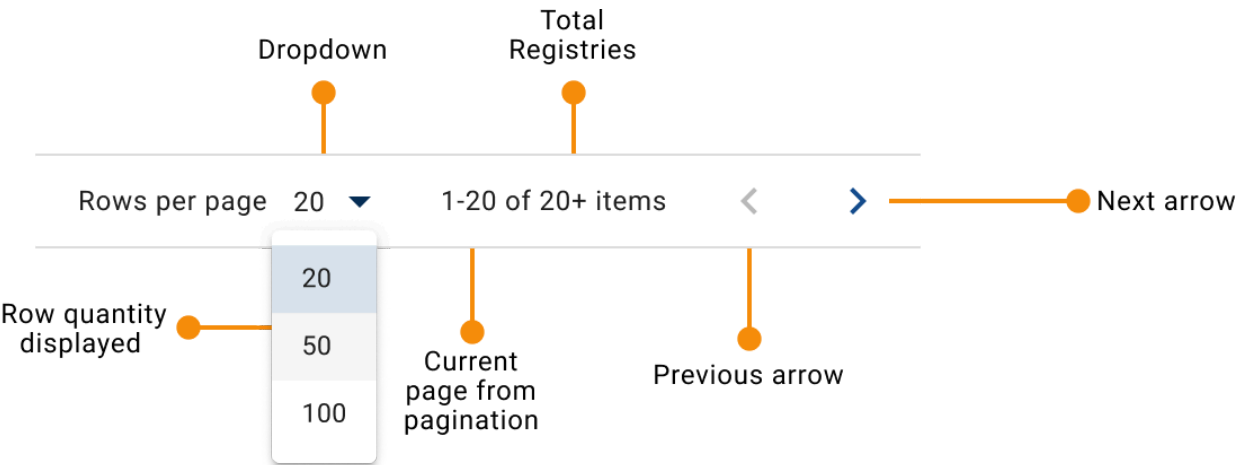 Total
Registries
Dropdown
Rows per page 20 1-20 of 20+ items
Next arrow
20
50
100
Row quantity
displayed
Current
page from
pagination
Previous arrow